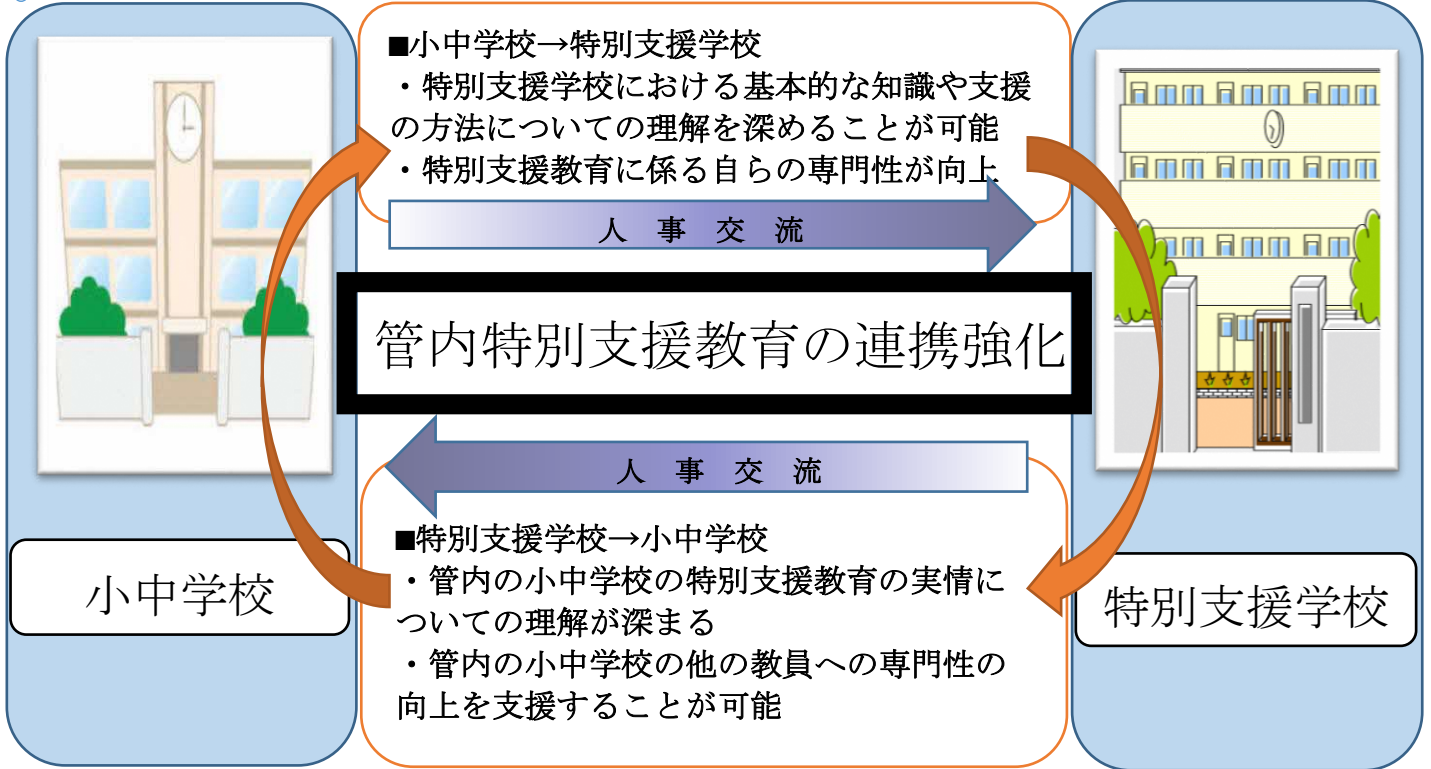 ■小中学校→特別支援学校
・特別支援学校における基本的な知識や支援
の方法についての理解を深めることが可能
・特別支援教育に係る自らの専門性が向上
人 事 交 流
管内特別支援教育の連携強化
人 事 交 流
■特別支援学校→小中学校
・管内の小中学校の特別支援教育の実情に
ついての理解が深まる
・管内の小中学校の他の教員への専門性の
向上を支援することが可能
小中学校
特別支援学校